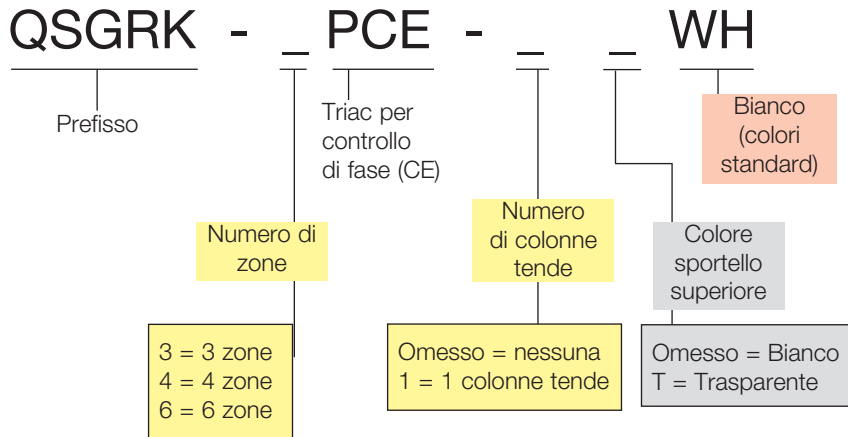 QSGRK - _ PCE - _ _ WH
Prefisso
Triac per
controllo
di fase (CE)
Bianco
(colori
standard)
Numero di
zone
Numero
di colonne
tende
Colore
sportello
superiore
3 = 3 zone
4 = 4 zone
6 = 6 zone
Omesso = nessuna
1 = 1 colonne tende
Omesso = Bianco
T = Trasparente